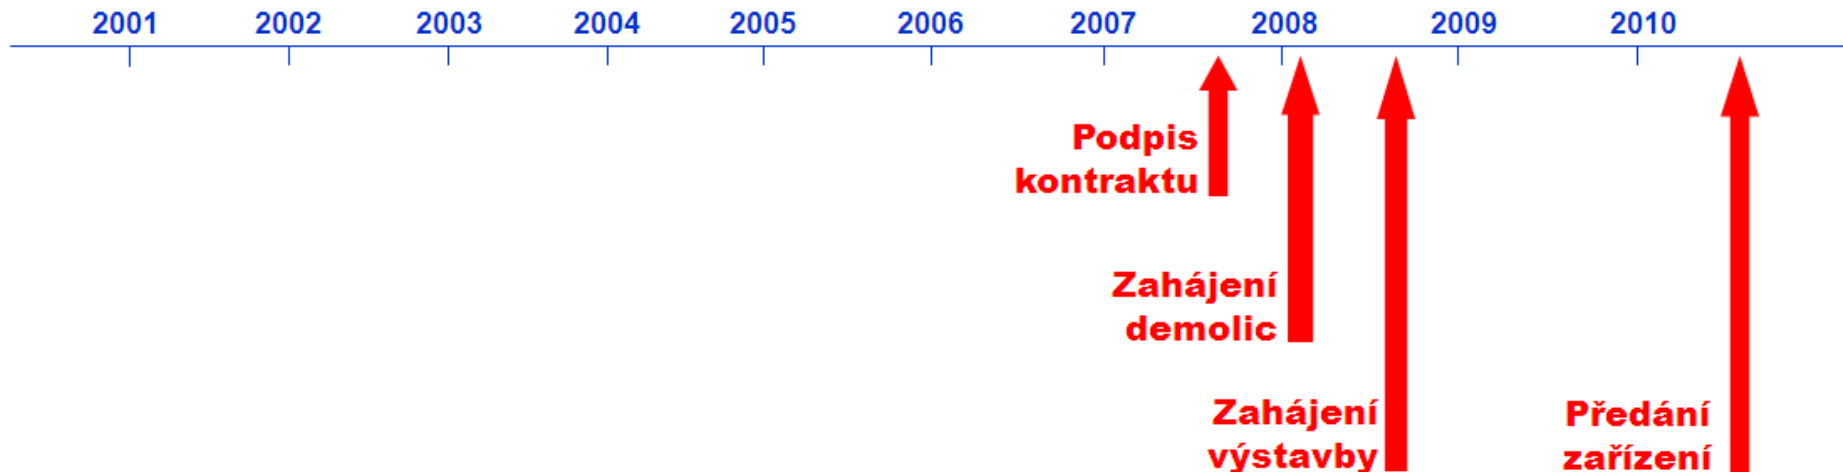 2001 2002 2003 2004 2005 2006 2007 2008 2009 2010
Podpis
kontraktu
Zahájení
demolic
Zahájení
výstavby
Předání
zařízení